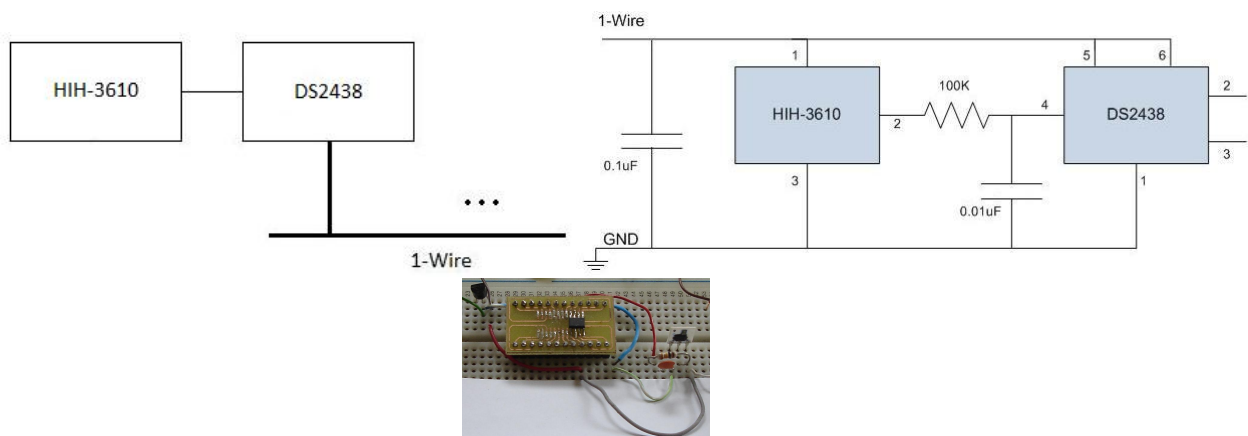 HIH-3610
DS2438
1-Wire
1-Wire
1
5
6
HIH-3610
2
100K
4
DS2438
2
3
0.1uF
3
0.01uF
1
GND